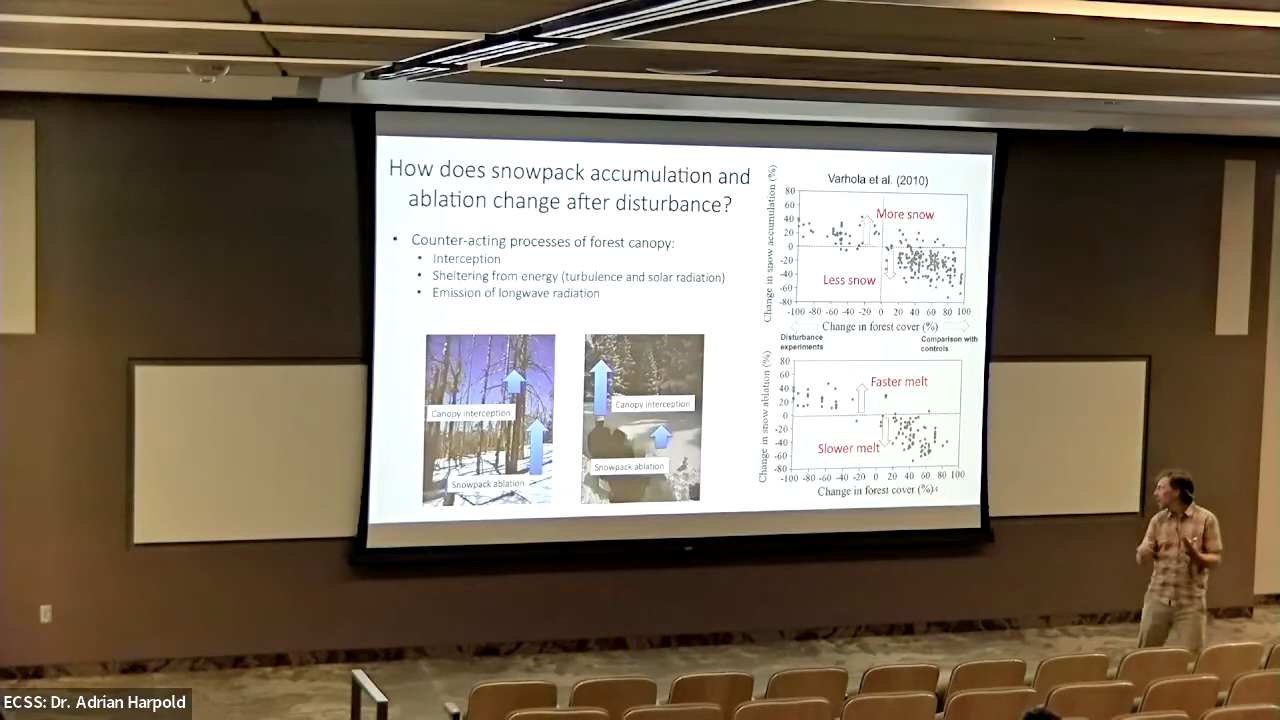 How does snowpack accumulation and
ablation change after disturbance?
• Counter-acting processes of forest canopy:
• Interception
• Sheltering from energy (turbulence and solar radiation)
• Emission of longwave radiation
Canopy interception
Snowpack ablation
Canopy interception
Snowpack ablation
Varhola et al. (2010)
Change in snow accumulation (%)
80
60
40
20
0
-20
-40
-60
-80
More snow
Less snow
-100 -80 -60 -40 -20 0 20 40 60 80 100
Change in forest cover (%)
Disturbance
experiments
Comparison with
controls
Change in snow ablation (%)
80
60
40
20
0
-20
-40
-60
-80
Faster melt
Slower melt
-100 -80 -60 -40 -20 0 20 40 60 80 100
Change in forest cover (%)4
ECSS: Dr. Adrian Harpold